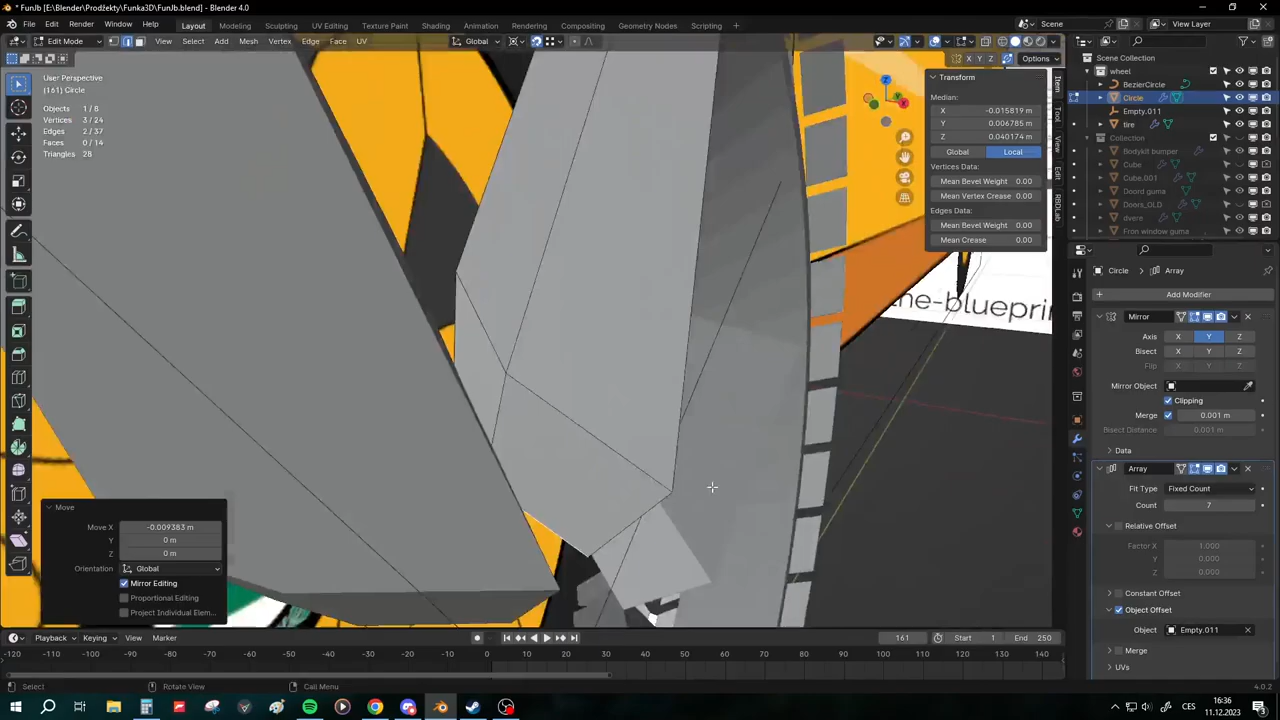 * FunJb [E:\Blender\Prodžekty\Funka3D\FunJb.blend] - Blender 4.0
File Edit Render Window Help Layout Modeling Sculpting UV Editing Texture Paint Shading Animation Rendering Compositing Geometry Nodes Scripting + Scene View Layer
Edit Mode View Select Add Mesh Vertex Edge Face UV Global
X Y Z Options
User Perspective
(161) Circle
Objects 1/8
Vertices 3/24
Edges 2/37
Faces 0/14
Triangles 28
Transform
Median:
X -0.015819 m
Y 0.006785 m
Z 0.040174 m
Global Local
Vertices Data:
Mean Bevel Weight 0.00
Mean Vertex Crease 0.00
Edges Data:
Mean Bevel Weight 0.00
Mean Crease 0.00
Item
Tool
View
Edit
RBDLab
Scene Collection
wheel
BezierCircle
Circle
Empty.011
tire
Collection
Bodykit bumper
Cube
Cube.001
Doord guma
Doors_OLD
dvere
Fron window guma
Circle > Array
Add Modifier
Mirror
Axis X Y Z
Bisect X Y Z
Flip X Y Z
Mirror Object
Clipping
Merge 0.001 m
Bisect Distance 0.001 m
Data
Array
Fit Type Fixed Count
Count 7
Relative Offset
Factor X 1.000
Y 0.000
Z 0.000
Constant Offset
Object Offset
Object Empty.011
Merge
UVs
Move
Move X -0.009383 m
Y 0 m
Z 0 m
Orientation Global
Mirror Editing
Proportional Editing
Project Individual Elem...
Playback Keying View Marker 161 Start 1 End 250
-120 -110 -100 -90 -80 -70 -60 -50 -40 -30 -20 -10 0 10 20 30 40 50 60 70 80 90 100 110 120 130 140
Select Rotate View Call Menu 4.0.2
CES 16:36
11.12.2023